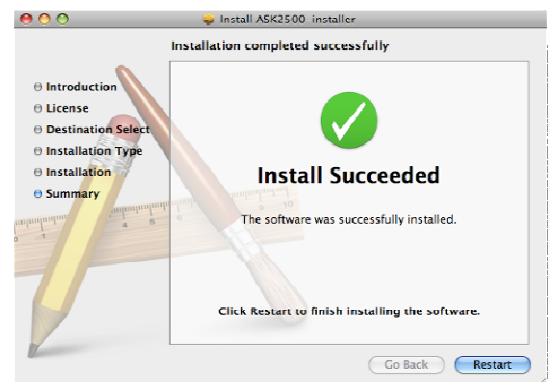 Install ASK2500 installer
Installation completed successfully
Introduction
License
Destination Select
Installation Type
Installation
Summary
Install Succeeded
The software was successfully installed.
Click Restart to finish installing the software.
Go Back
Restart